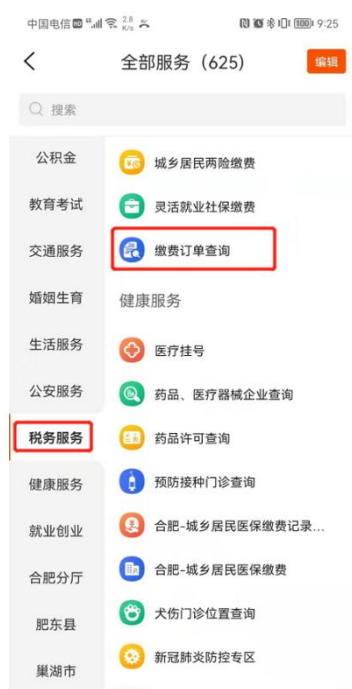 中国电信 HD 4G 2.8 K/s 100 9:25
全部服务（625） 编辑
搜索
公积金
教育考试
交通服务
婚姻生育
生活服务
公安服务
税务服务
健康服务
就业创业
合肥分厅
肥东县
巢湖市
城乡居民两险缴费
灵活就业社保缴费
缴费订单查询
健康服务
医疗挂号
药品、医疗器械企业查询
药品许可查询
预防接种门诊查询
合肥-城乡居民医保缴费记录...
合肥-城乡居民医保缴费
犬伤门诊位置查询
新冠肺炎防控专区